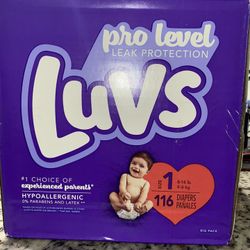 pro level
LEAK PROTECTION
Luvs
#1 CHOICE OF
experienced parents*
HYPOALLERGENIC
0% PARABENS AND LATEX **
SIZE 1
8-14 lb
4-6 kg
116 DIAPERS
PAÑALES
BIG PACK